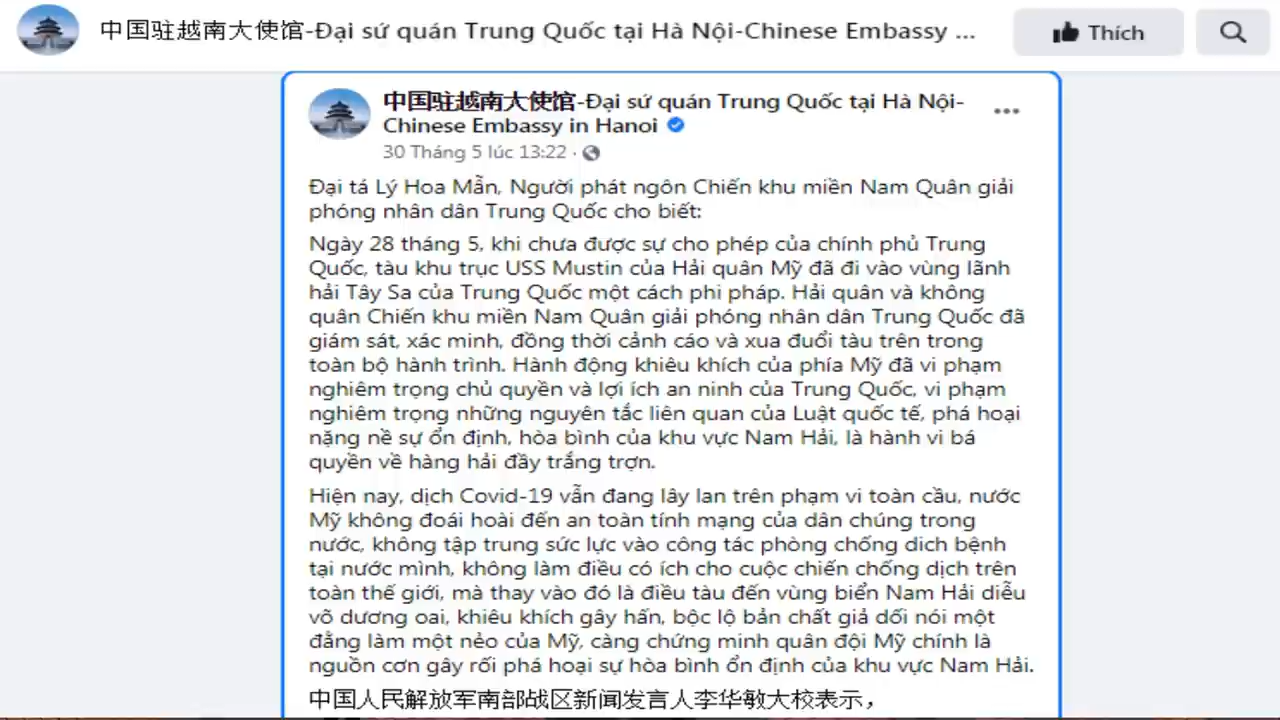 中国驻越南大使馆-Đại sứ quán Trung Quốc tại Hà Nội-Chinese Embassy ...
Thích
中国驻越南大使馆-Đại sứ quán Trung Quốc tại Hà Nội-
Chinese Embassy in Hanoi
30 Tháng 5 lúc 13:22 ·
Đại tá Lý Hoa Mẫn, Người phát ngôn Chiến khu miền Nam Quân giải
phóng nhân dân Trung Quốc cho biết:
Ngày 28 tháng 5, khi chưa được sự cho phép của chính phủ Trung
Quốc, tàu khu trục USS Mustin của Hải quân Mỹ đã đi vào vùng lãnh
hải Tây Sa của Trung Quốc một cách phi pháp. Hải quân và không
quân Chiến khu miền Nam Quân giải phóng nhân dân Trung Quốc đã
giám sát, xác minh, đồng thời cảnh cáo và xua đuổi tàu trên trong
toàn bộ hành trình. Hành động khiêu khích của phía Mỹ đã vi phạm
nghiêm trọng chủ quyền và lợi ích an ninh của Trung Quốc, vi phạm
nghiêm trọng những nguyên tắc liên quan của Luật quốc tế, phá hoại
nặng nề sự ổn định, hòa bình của khu vực Nam Hải, là hành vi bá
quyền về hàng hải đầy trắng trợn.
Hiện nay, dịch Covid-19 vẫn đang lây lan trên phạm vi toàn cầu, nước
Mỹ không đoái hoài đến an toàn tính mạng của dân chúng trong
nước, không tập trung sức lực vào công tác phòng chống dich bệnh
tại nước mình, không làm điều có ích cho cuộc chiến chống dịch trên
toàn thế giới, mà thay vào đó là điều tàu đến vùng biển Nam Hải diễu
võ dương oai, khiêu khích gây hấn, bộc lộ bản chất giả dối nói một
đằng làm một nẻo của Mỹ, càng chứng minh quân đội Mỹ chính là
nguồn cơn gây rối phá hoại sự hòa bình ổn định của khu vực Nam Hải.
中国人民解放军南部战区新闻发言人李华敏大校表示，